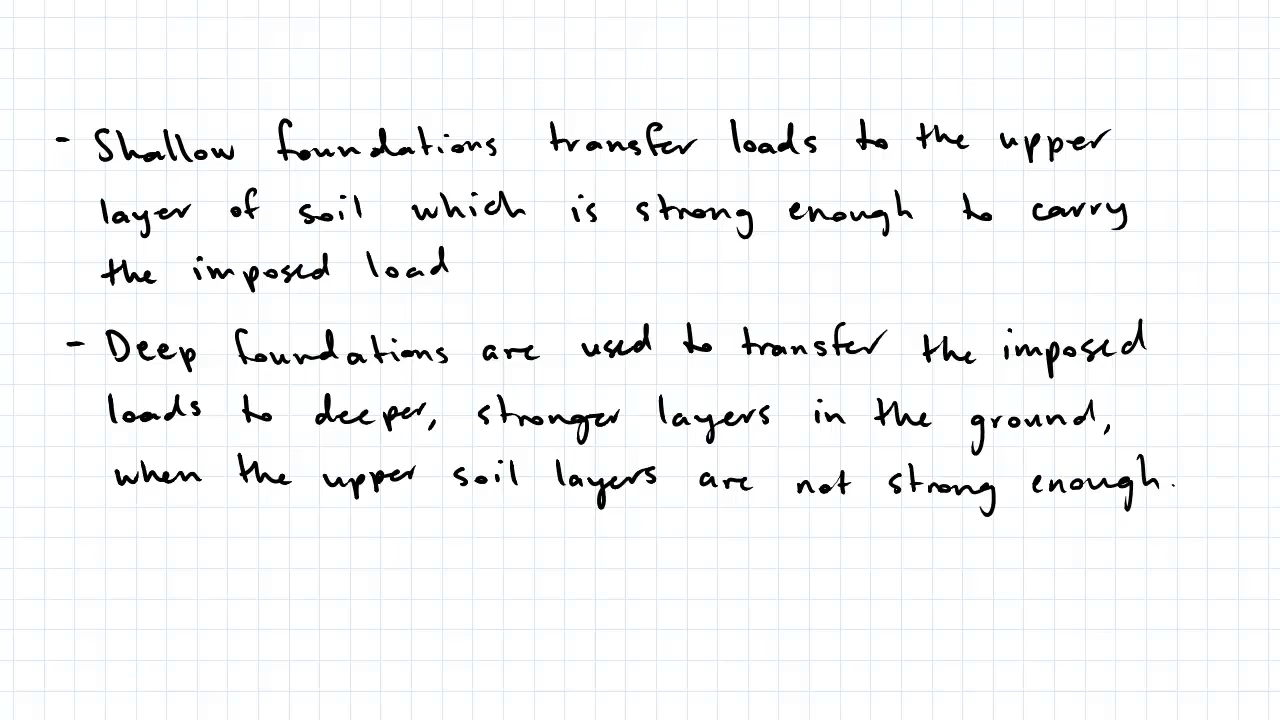 - Shallow foundations transfer loads to the upper
layer of soil which is strong enough to carry
the imposed load
- Deep foundations are used to transfer the imposed
loads to deeper, stronger layers in the ground,
when the upper soil layers are not strong enough.